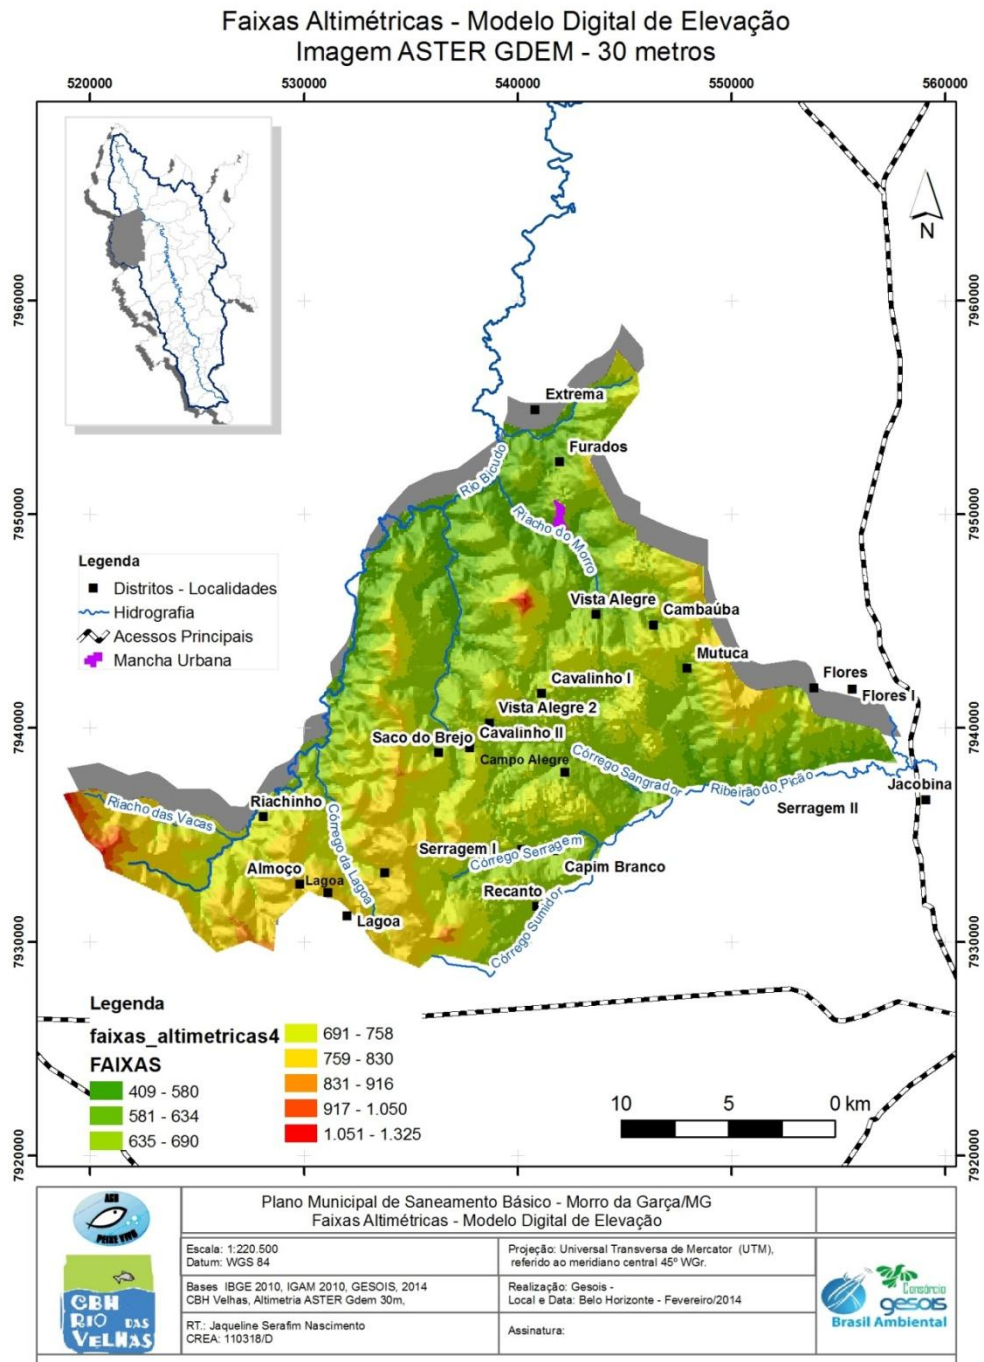 Faixas Altimétricas - Modelo Digital de Elevação
Imagem ASTER GDEM - 30 metros
520000
530000
540000
550000
560000
7960000
7960000
N
Extrema
Furados
Rio Bicudo
7950000
7950000
Riacho do Morro
Legenda
Distritos - Localidades
Hidrografia
Acessos Principais
Mancha Urbana
Vista Alegre
Cambaúba
Mutuca
Flores
Flores I
Cavalinho I
Vista Alegre 2
Cavalinho II
Saco do Brejo
Campo Alegre
7940000
7940000
Córrego Sangrador
Ribeirão do Picão
Jacobina
Serragem II
Riachinho
Riacho das Vacas
Córrego da Lagoa
Serragem I
Córrego Serragem
Capim Branco
Almoço
Lagoa
Recanto
Lagoa
Córrego Sumidor
7930000
7930000
Legenda
faixas_altimetricas4
FAIXAS
409 - 580
581 - 634
635 - 690
691 - 758
759 - 830
831 - 916
917 - 1.050
1.051 - 1.325
10 5 0 km
7920000
7920000
AGB
PEIXE VIVO
Plano Municipal de Saneamento Básico - Morro da Garça/MG
Faixas Altimétricas - Modelo Digital de Elevação
Escala: 1:220.500
Datum: WGS 84
Projeção: Universal Transversa de Mercator (UTM),
referido ao meridiano central 45º WGr.
Bases IBGE 2010, IGAM 2010, GESOIS, 2014
CBH Velhas, Altimetria ASTER Gdem 30m,
Realização: Gesois -
Local e Data: Belo Horizonte - Fevereiro/2014
RT.: Jaqueline Serafim Nascimento
CREA: 110318/D
Assinatura:
CBH
RIO DAS
VELHAS
Consórcio
gesois
Brasil Ambiental